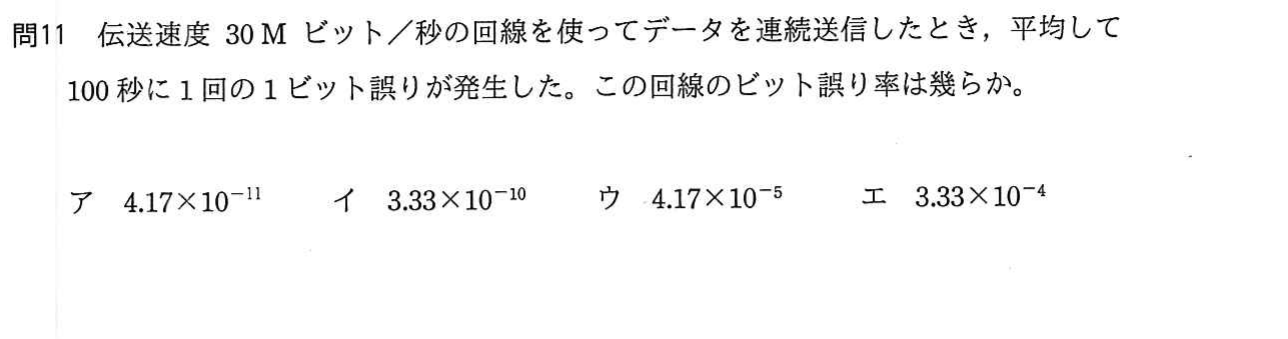 問11 伝送速度 30 M ビット/秒の回線を使ってデータを連続送信したとき，平均して
100 秒に 1 回の 1 ビット誤りが発生した。この回線のビット誤り率は幾らか。
ア 4.17×10⁻¹¹ イ 3.33×10⁻¹⁰ ウ 4.17×10⁻⁵ エ 3.33×10⁻⁴